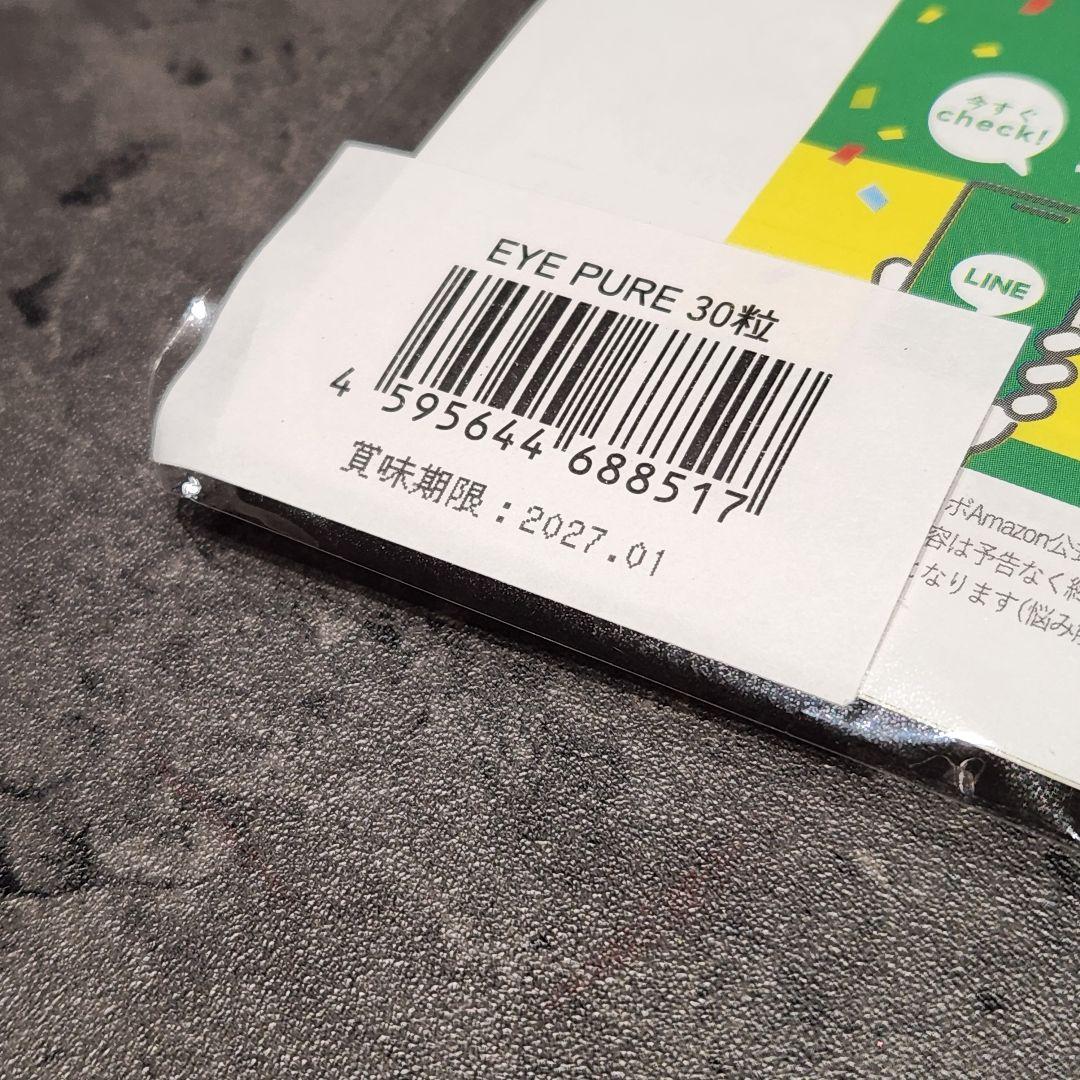 今すぐ
check!
LINE
EYE PURE 30粒
4 595644 688517
賞味期限:2027.01
ボAmazon公
容は予告なく
なります(悩み